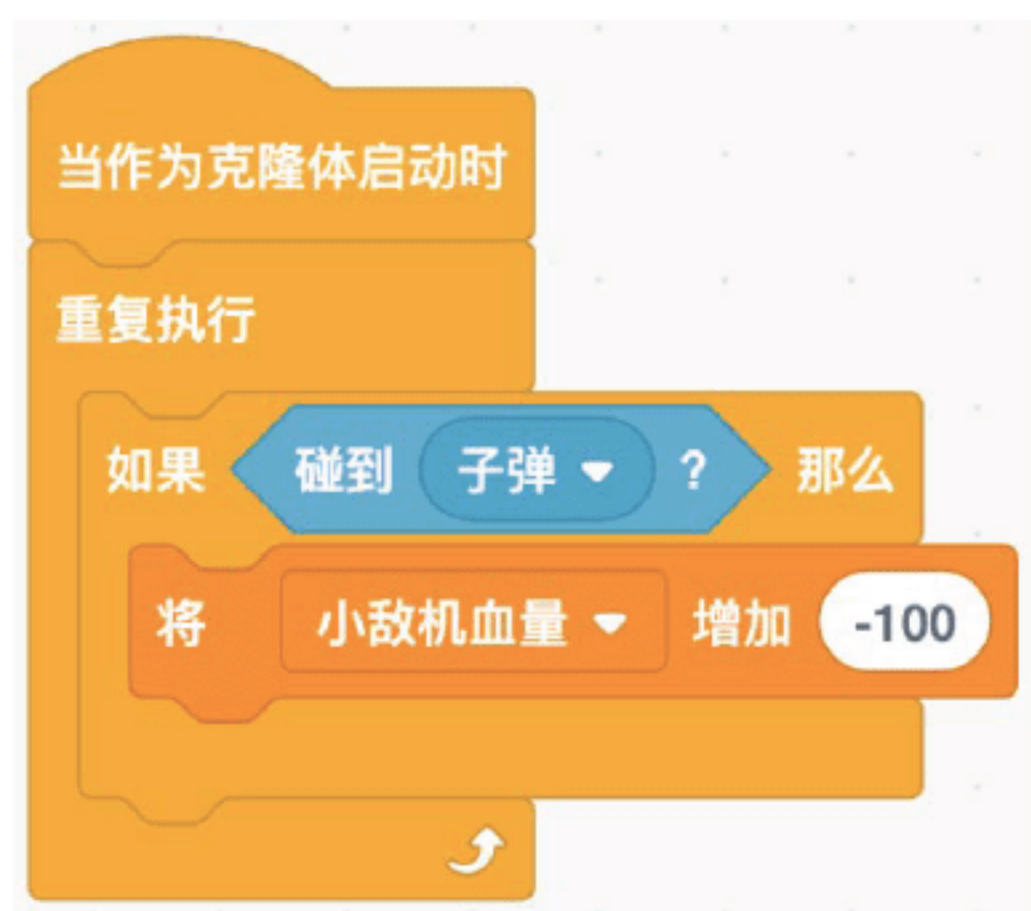 当作为克隆体启动时
重复执行
如果 碰到 子弹 ? 那么
将 小敌机血量 增加 -100